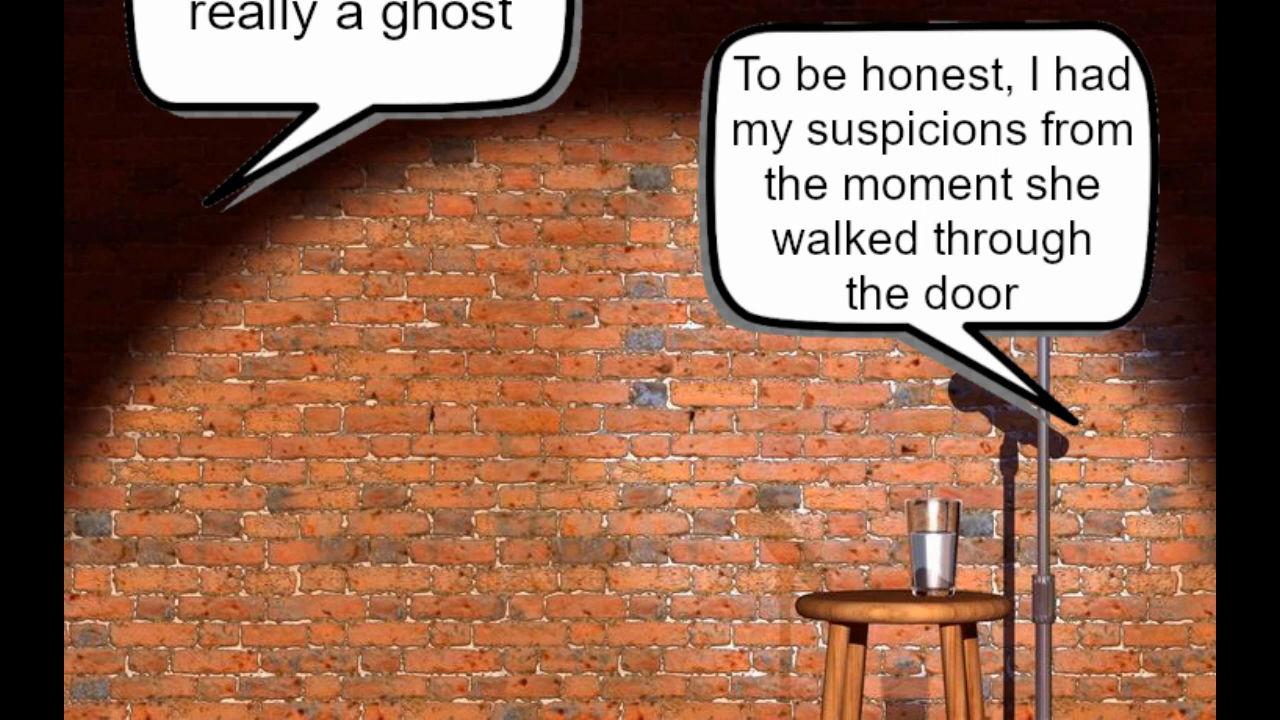 really a ghost
To be honest, I had
my suspicions from
the moment she
walked through
the door